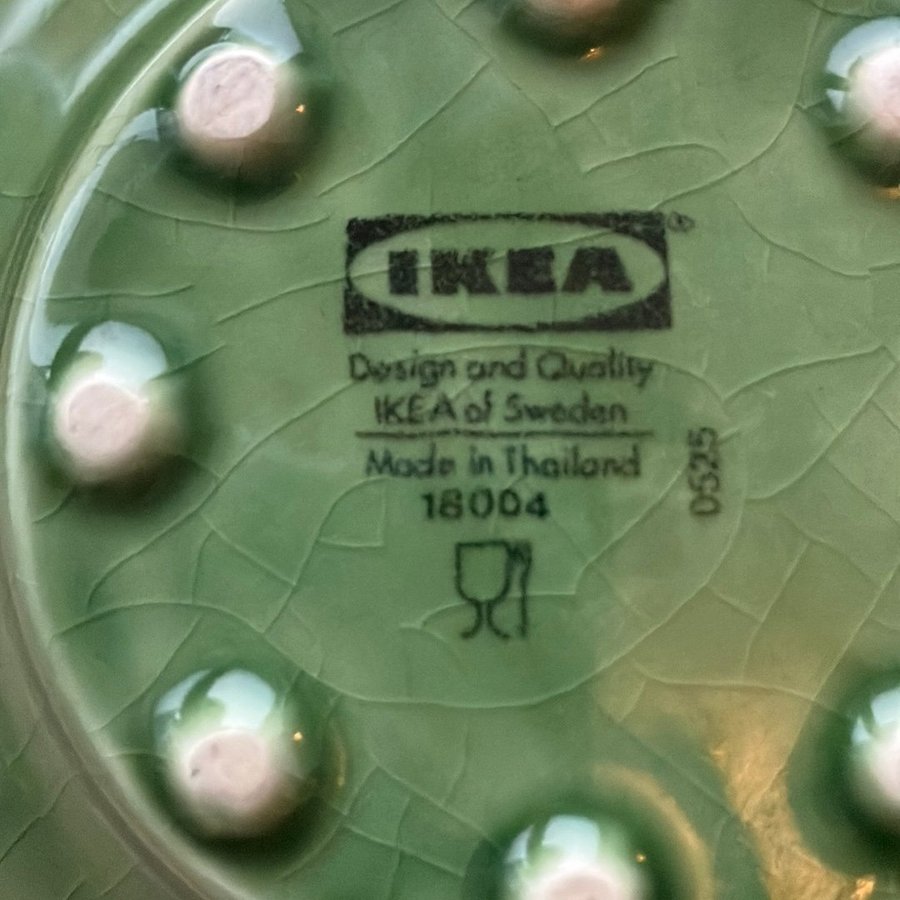 IKEA®
Design and Quality
IKEA of Sweden
Made in Thailand
18004
0525